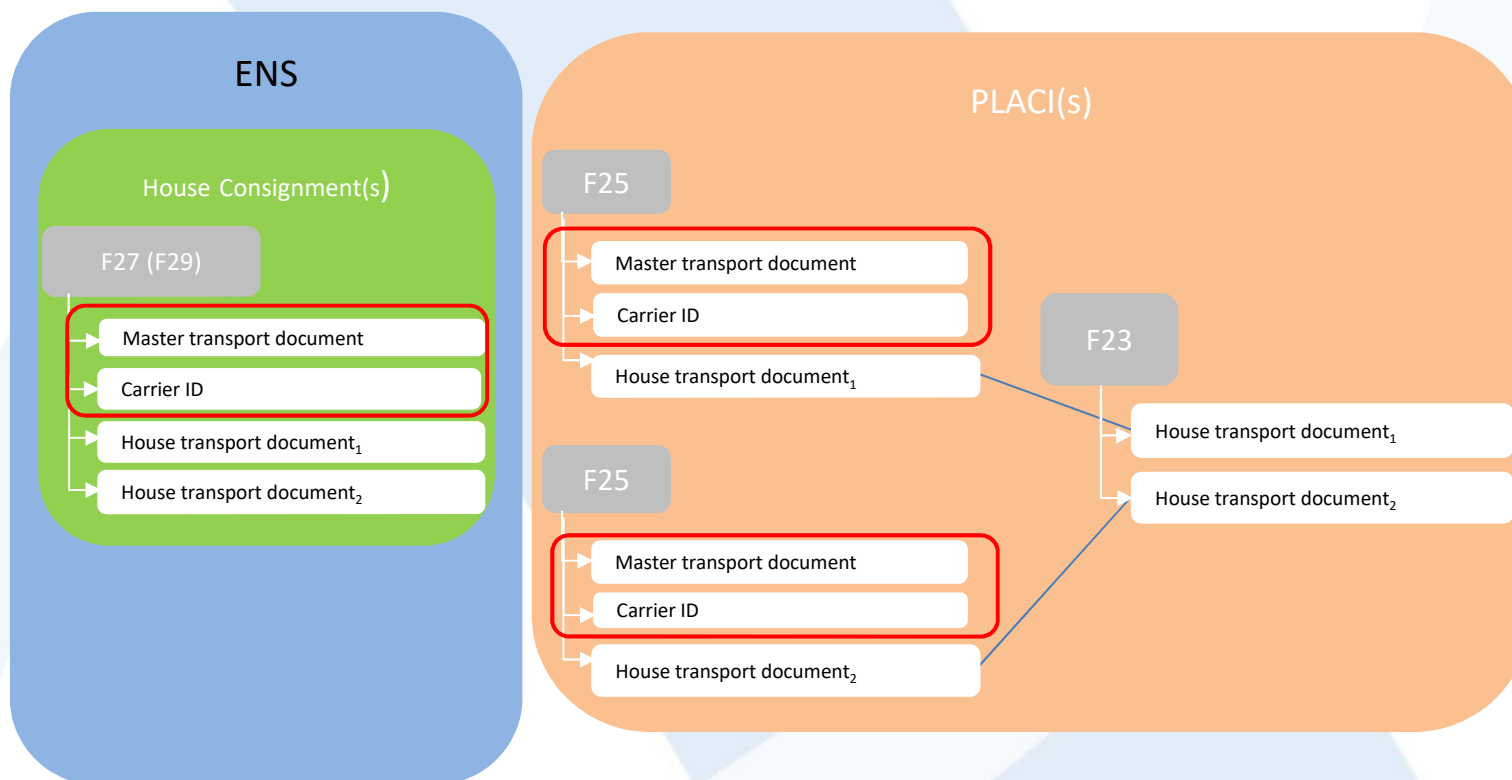 ENS
House Consignment(s)
F27 (F29)
Master transport document
Carrier ID
House transport document₁
House transport document₂
PLACI(s)
F25
Master transport document
Carrier ID
House transport document₁
F25
Master transport document
Carrier ID
House transport document₂
F23
House transport document₁
House transport document₂